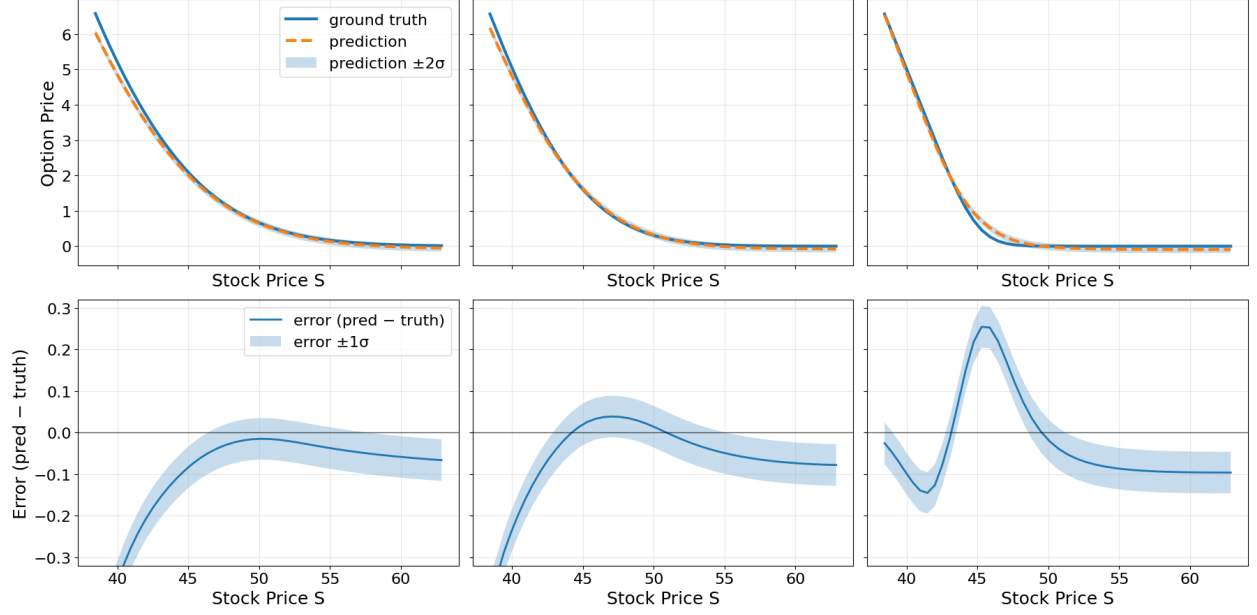 Option Price
6
5
4
3
2
1
0
ground truth
prediction
prediction ±2σ
Stock Price S
Stock Price S
Stock Price S
Error (pred − truth)
0.3
0.2
0.1
0.0
−0.1
−0.2
−0.3
error (pred − truth)
error ±1σ
40 45 50 55 60
40 45 50 55 60
40 45 50 55 60
Stock Price S
Stock Price S
Stock Price S